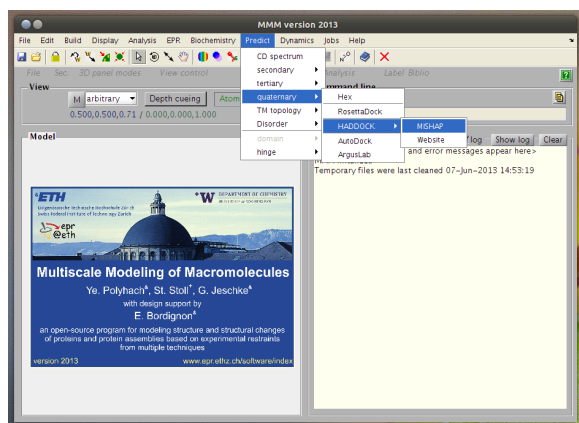 MMM version 2013
File Edit Build Display Analysis EPR Biochemistry Predict Dynamics Jobs Help
File Sec. 3D panel modes View control Analysis Label Biblio
View
M arbitrary Depth cueing Atom
0.500,0.500,0.71 / 0.000,0.000,1.000
CD spectrum
secondary
tertiary
quaternary
TM topology
Disorder
domain
hinge
Hex
RosettaDock
HADDOCK
AutoDock
ArgusLab
MISHAP
Website
mmand line
Model
log Show log Clear
and error messages appear here>
Temporary files were last cleaned 07-Jun-2013 14:53:19
ETH
Eidgenössische Technische Hochschule Zürich
Swiss Federal Institute of Technology Zurich
W DEPARTMENT OF CHEMISTRY
epr
@eth
Multiscale Modeling of Macromolecules
Ye. Polyhach&, St. Stoll*, G. Jeschke&
with design support by
E. Bordignon&
an open-source program for modeling structure and structural changes
of proteins and protein assemblies based on experimental restraints
from multiple techniques
version 2013 www.epr.ethz.ch/software/index